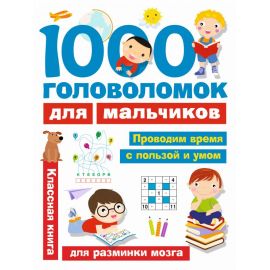 1000
ГОЛОВОЛОМОК
ДЛЯ МАЛЬЧИКОВ
Проводим время
с пользой и умом
Классная книга
для разминки мозга